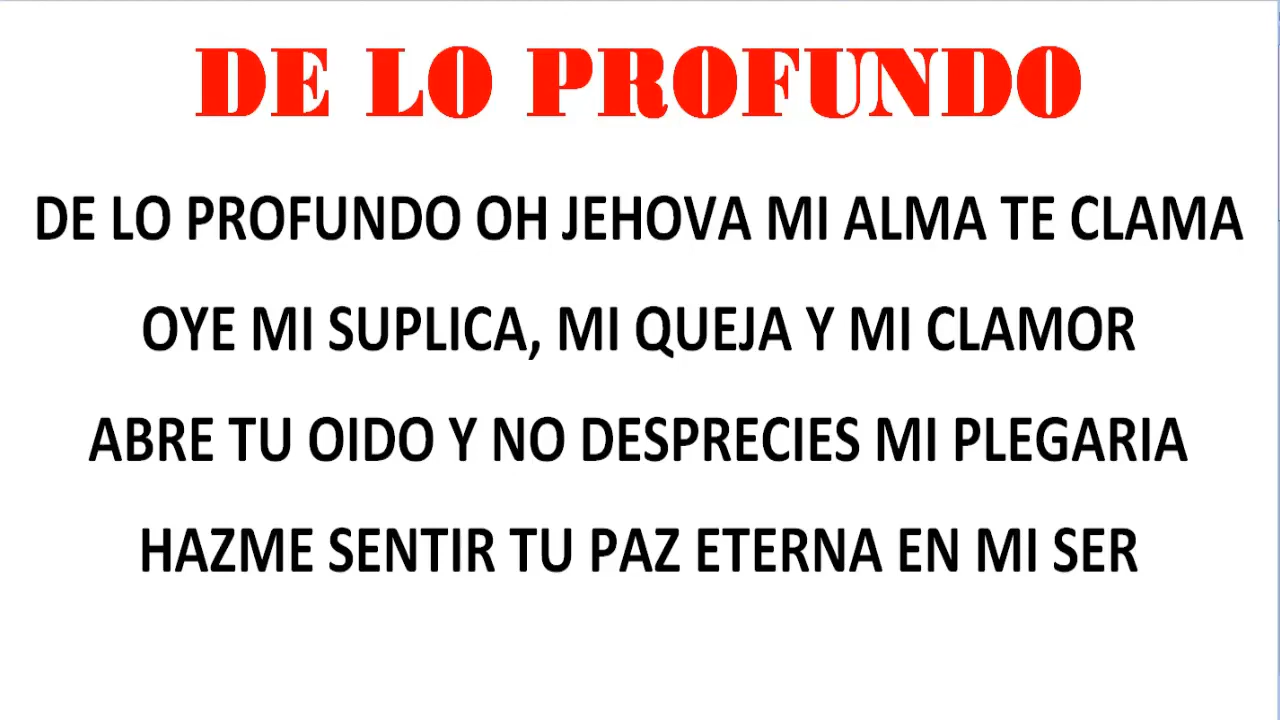 DE LO PROFUNDO
DE LO PROFUNDO OH JEHOVA MI ALMA TE CLAMA
OYE MI SUPLICA, MI QUEJA Y MI CLAMOR
ABRE TU OIDO Y NO DESPRECIES MI PLEGARIA
HAZME SENTIR TU PAZ ETERNA EN MI SER